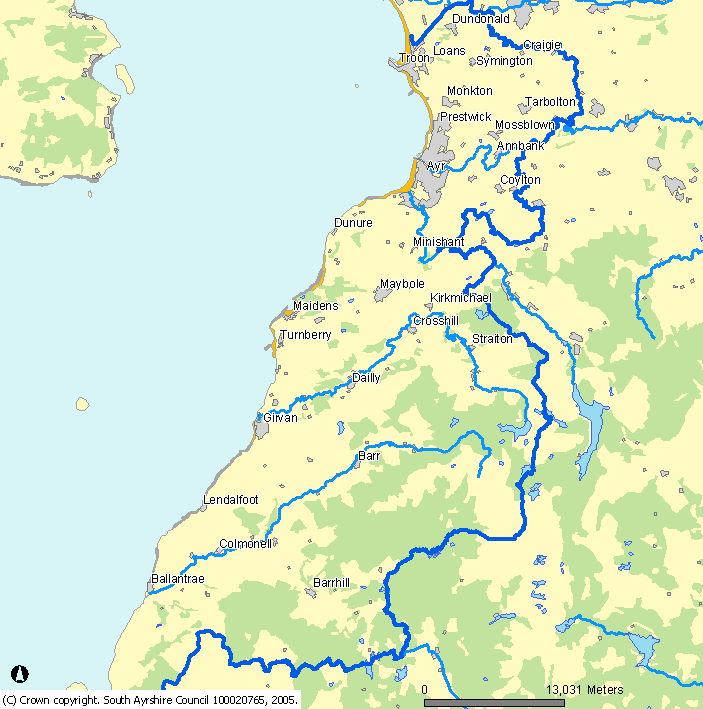 Dundonald
Craigie
Loans
Troon
Symington
Monkton
Tarbolton
Prestwick
Mossblown
Annbank
Ayr
Coylton
Dunure
Minishant
Maybole
Kirkmichael
Maidens
Crosshill
Turnberry
Straiton
Dailly
Girvan
Barr
Lendalfoot
Colmonell
Ballantrae
Barrhill
0 13,031 Meters
(C) Crown copyright. South Ayrshire Council 100020765, 2005.